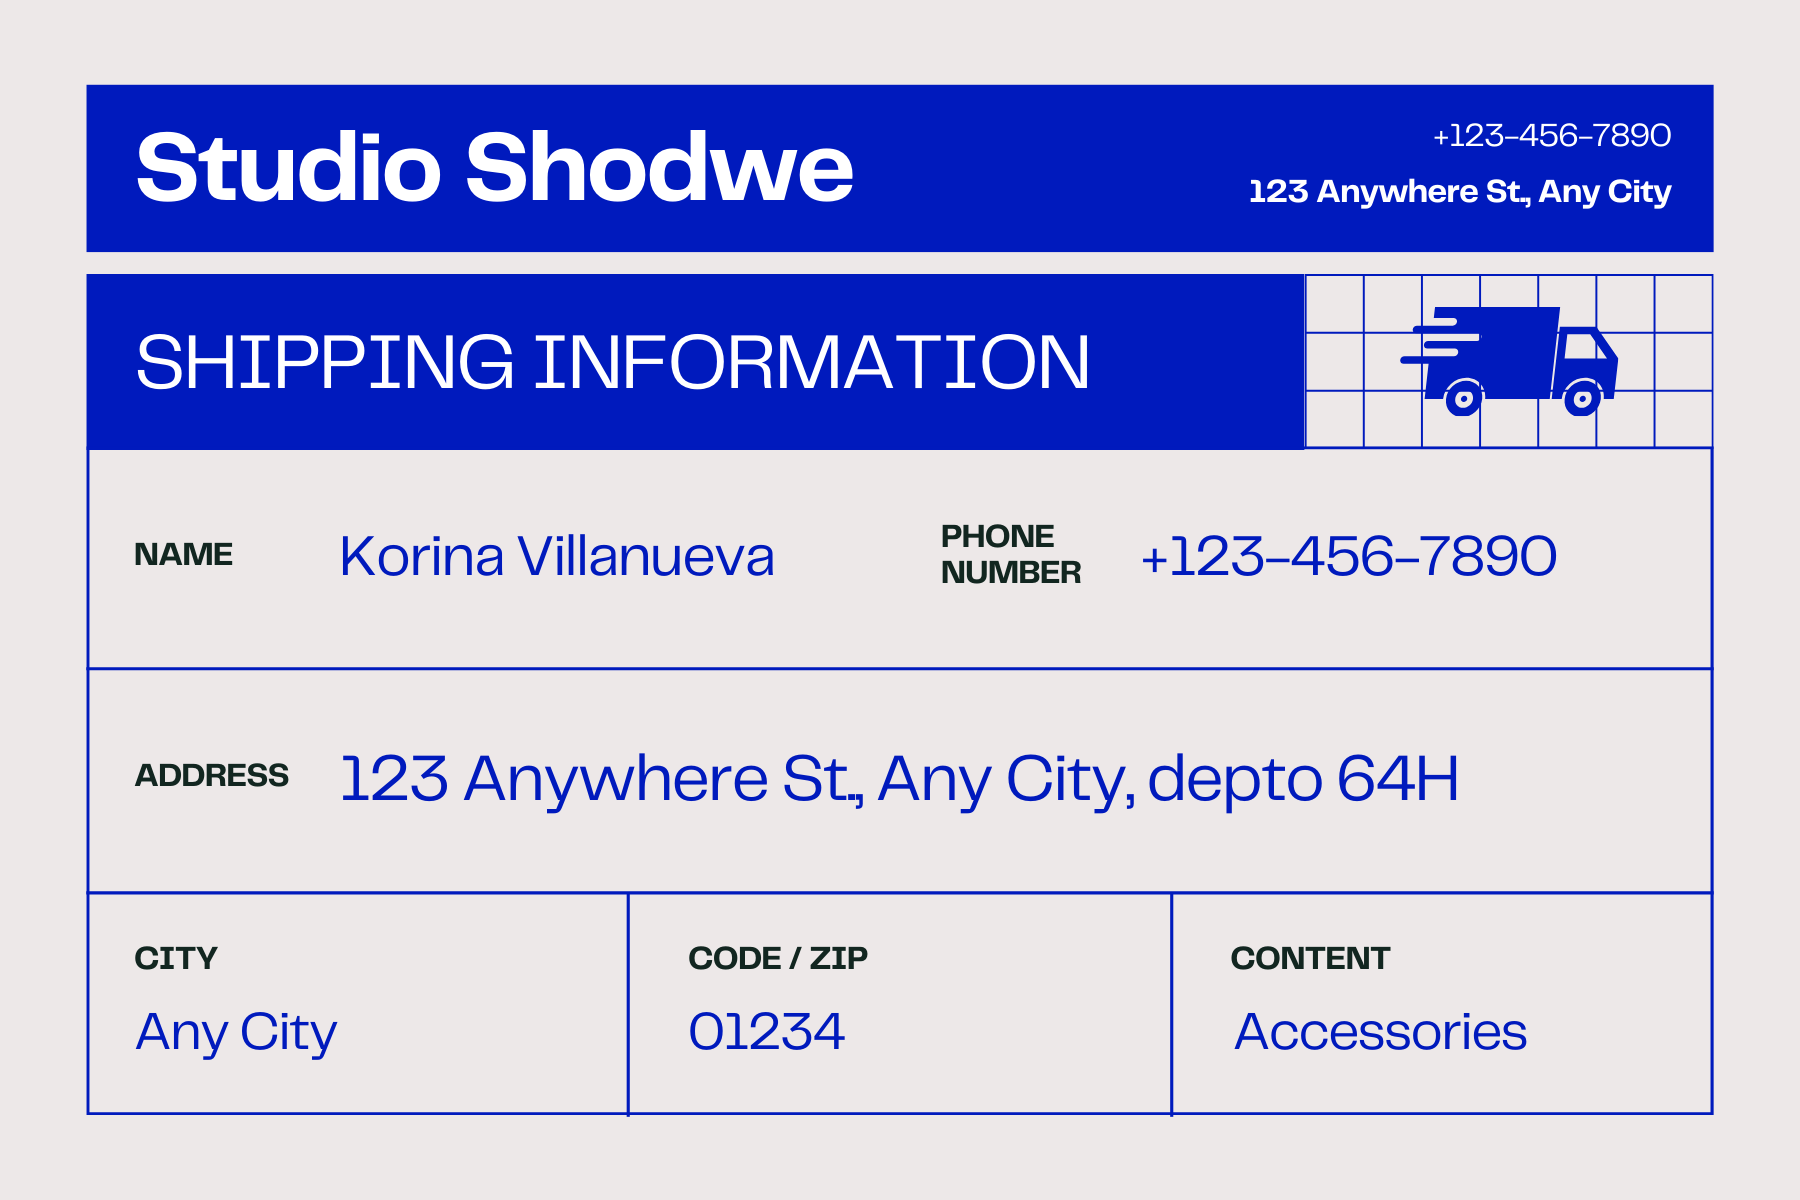 Studio Shodwe
+123-456-7890
123 Anywhere St., Any City
SHIPPING INFORMATION
NAME
Korina Villanueva
PHONE
NUMBER
+123-456-7890
ADDRESS
123 Anywhere St., Any City, depto 64H
CITY
Any City
CODE / ZIP
01234
CONTENT
Accessories